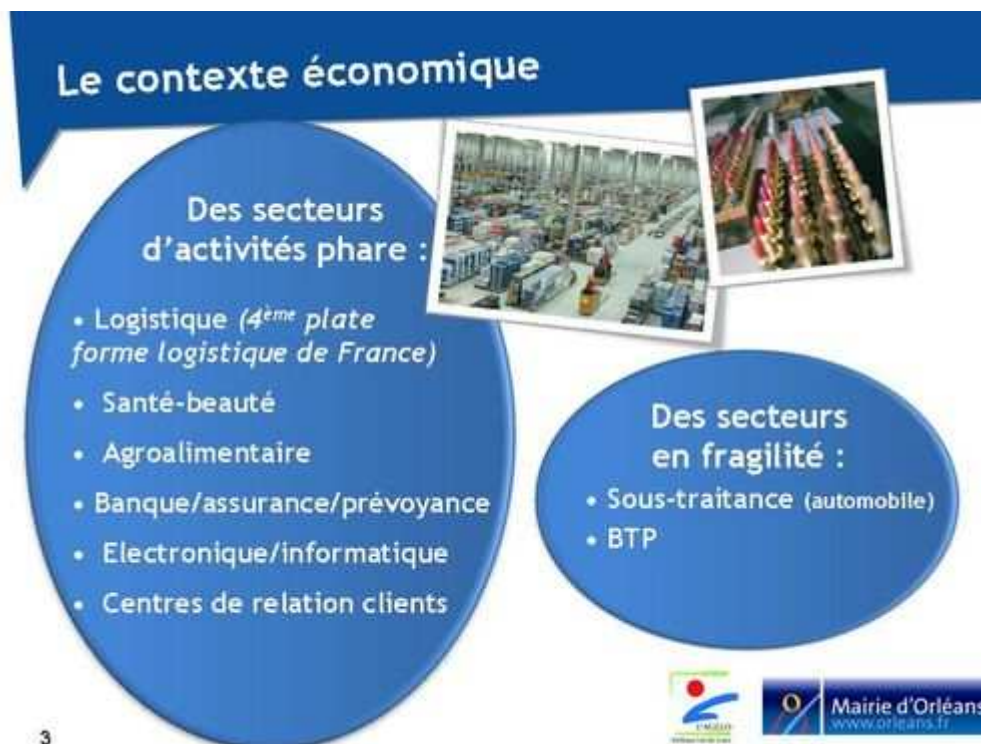 Le contexte économique
Des secteurs
d'activités phare :
• Logistique (4ème plate
forme logistique de France)
• Santé-beauté
• Agroalimentaire
• Banque/assurance/prévoyance
• Electronique/informatique
• Centres de relation clients
Des secteurs
en fragilité :
• Sous-traitance (automobile)
• BTP
L'AGGLO
Mairie d'Orléans
www.orleans.fr
3